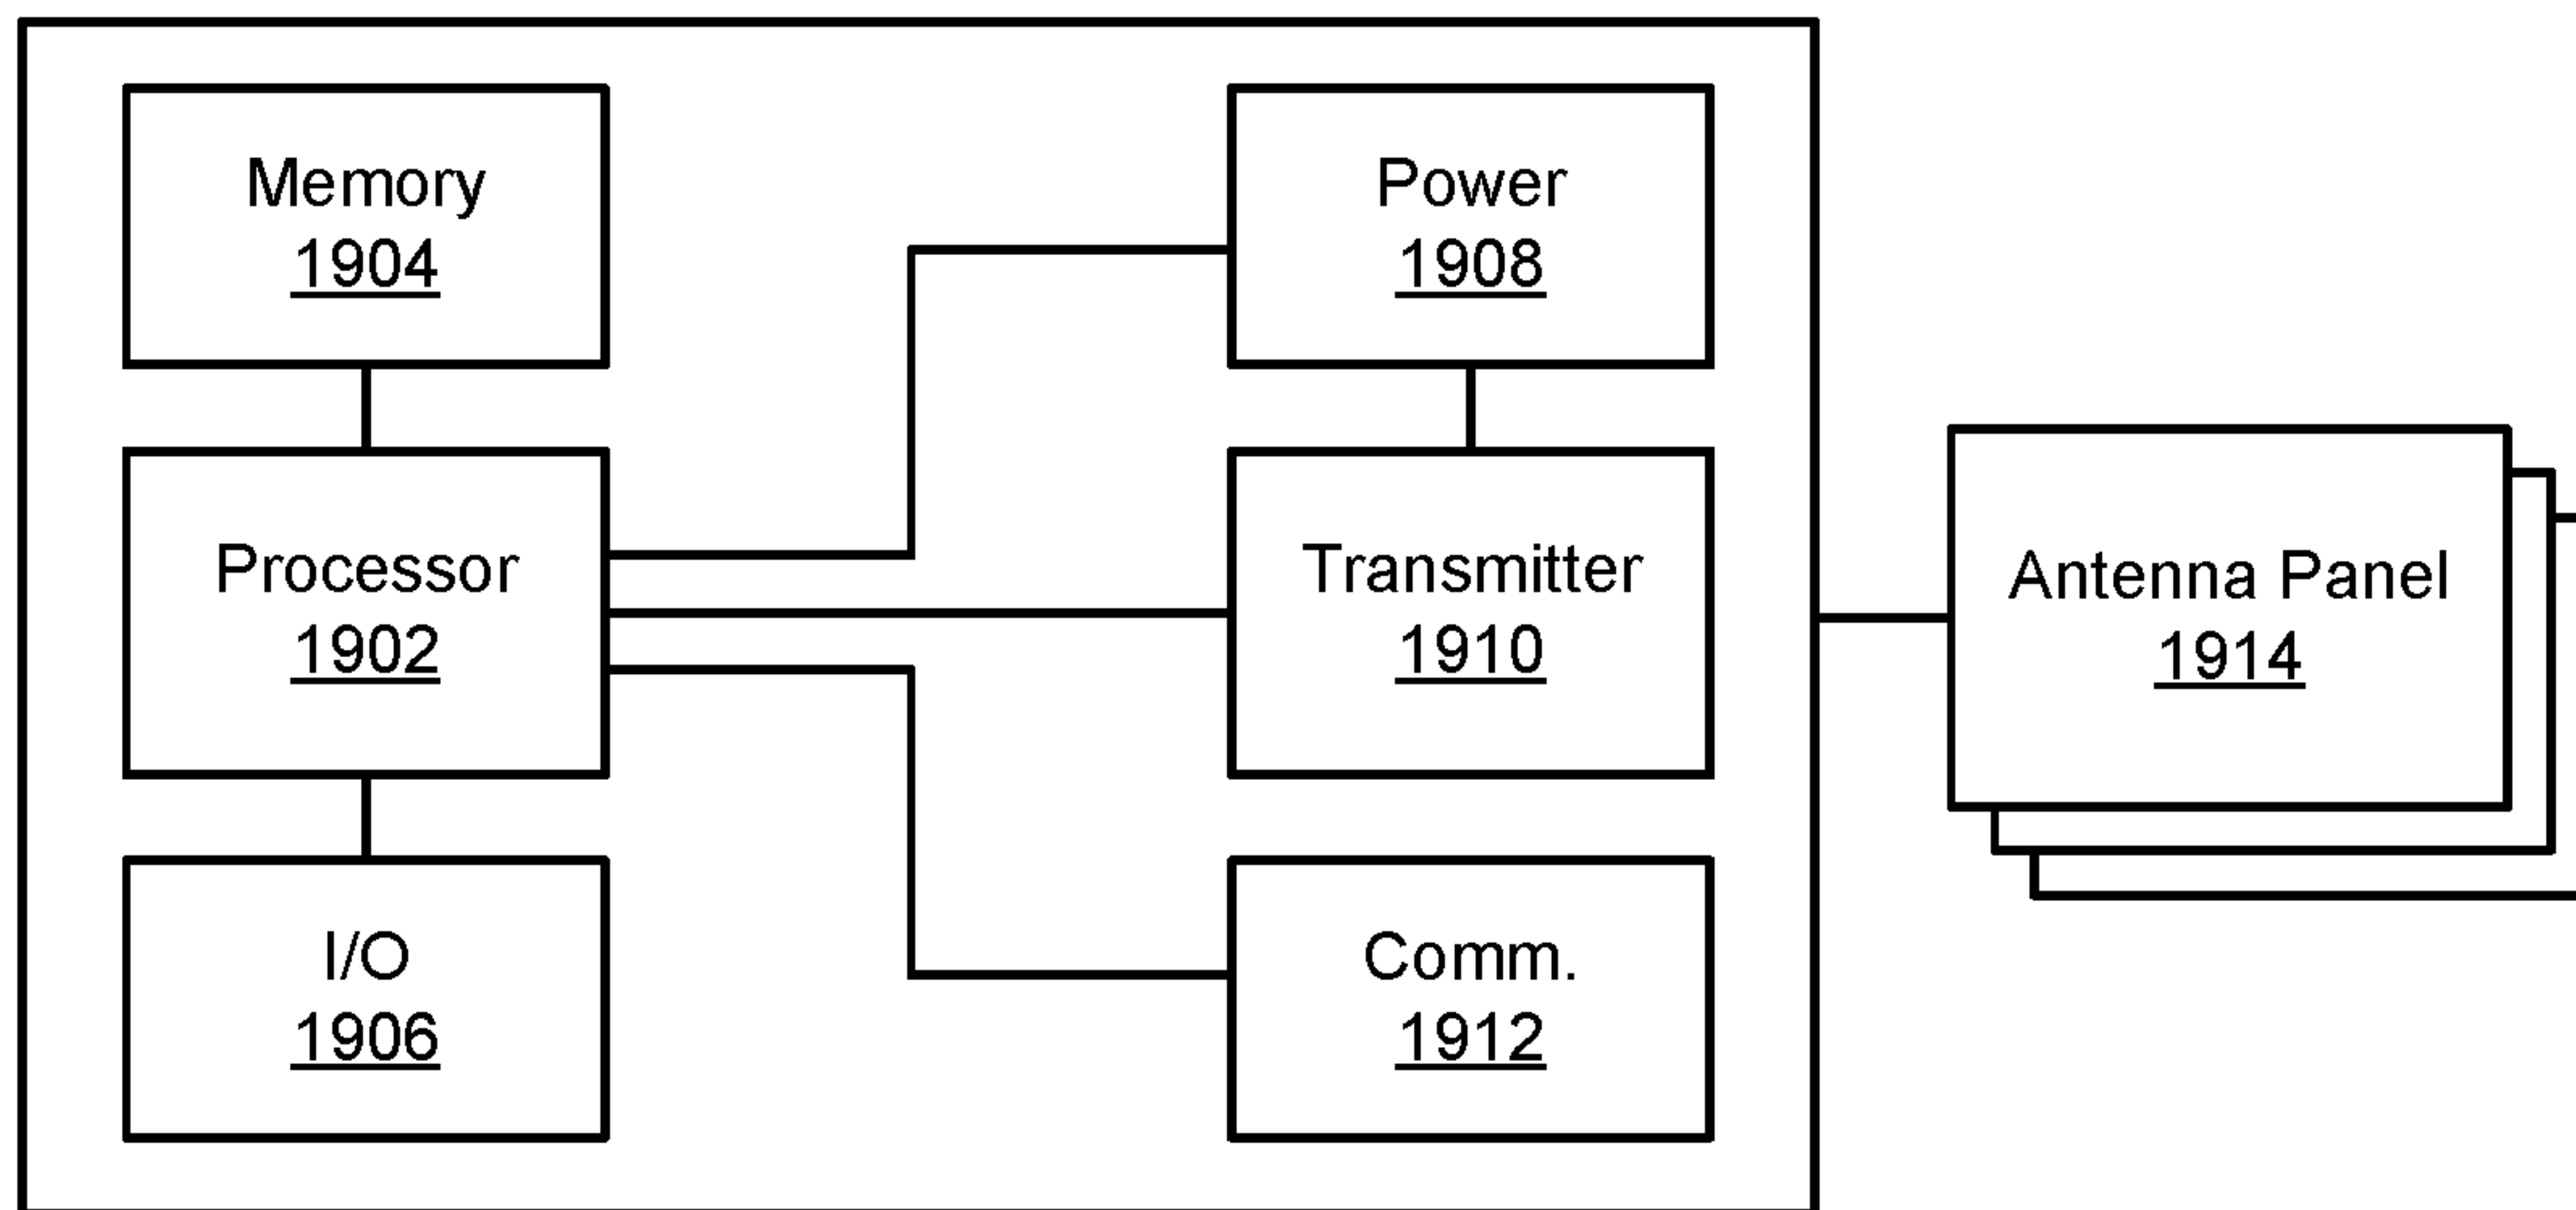 Memory
1904
Power
1908
Processor
1902
Transmitter
1910
Antenna Panel
1914
I/O
1906
Comm.
1912